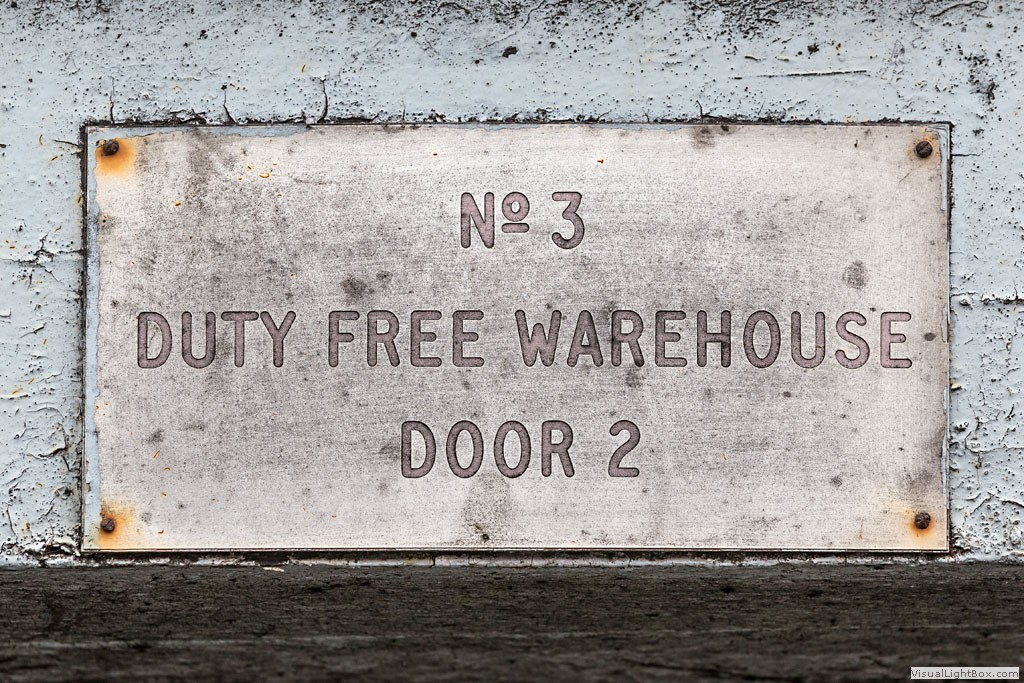 Nº 3
DUTY FREE WAREHOUSE
DOOR 2
VisualLightBox.com